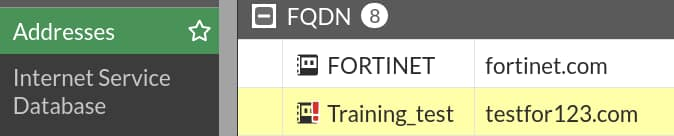 Addresses
Internet Service
Database
FQDN 8
FORTINET fortinet.com
Training_test testfor123.com